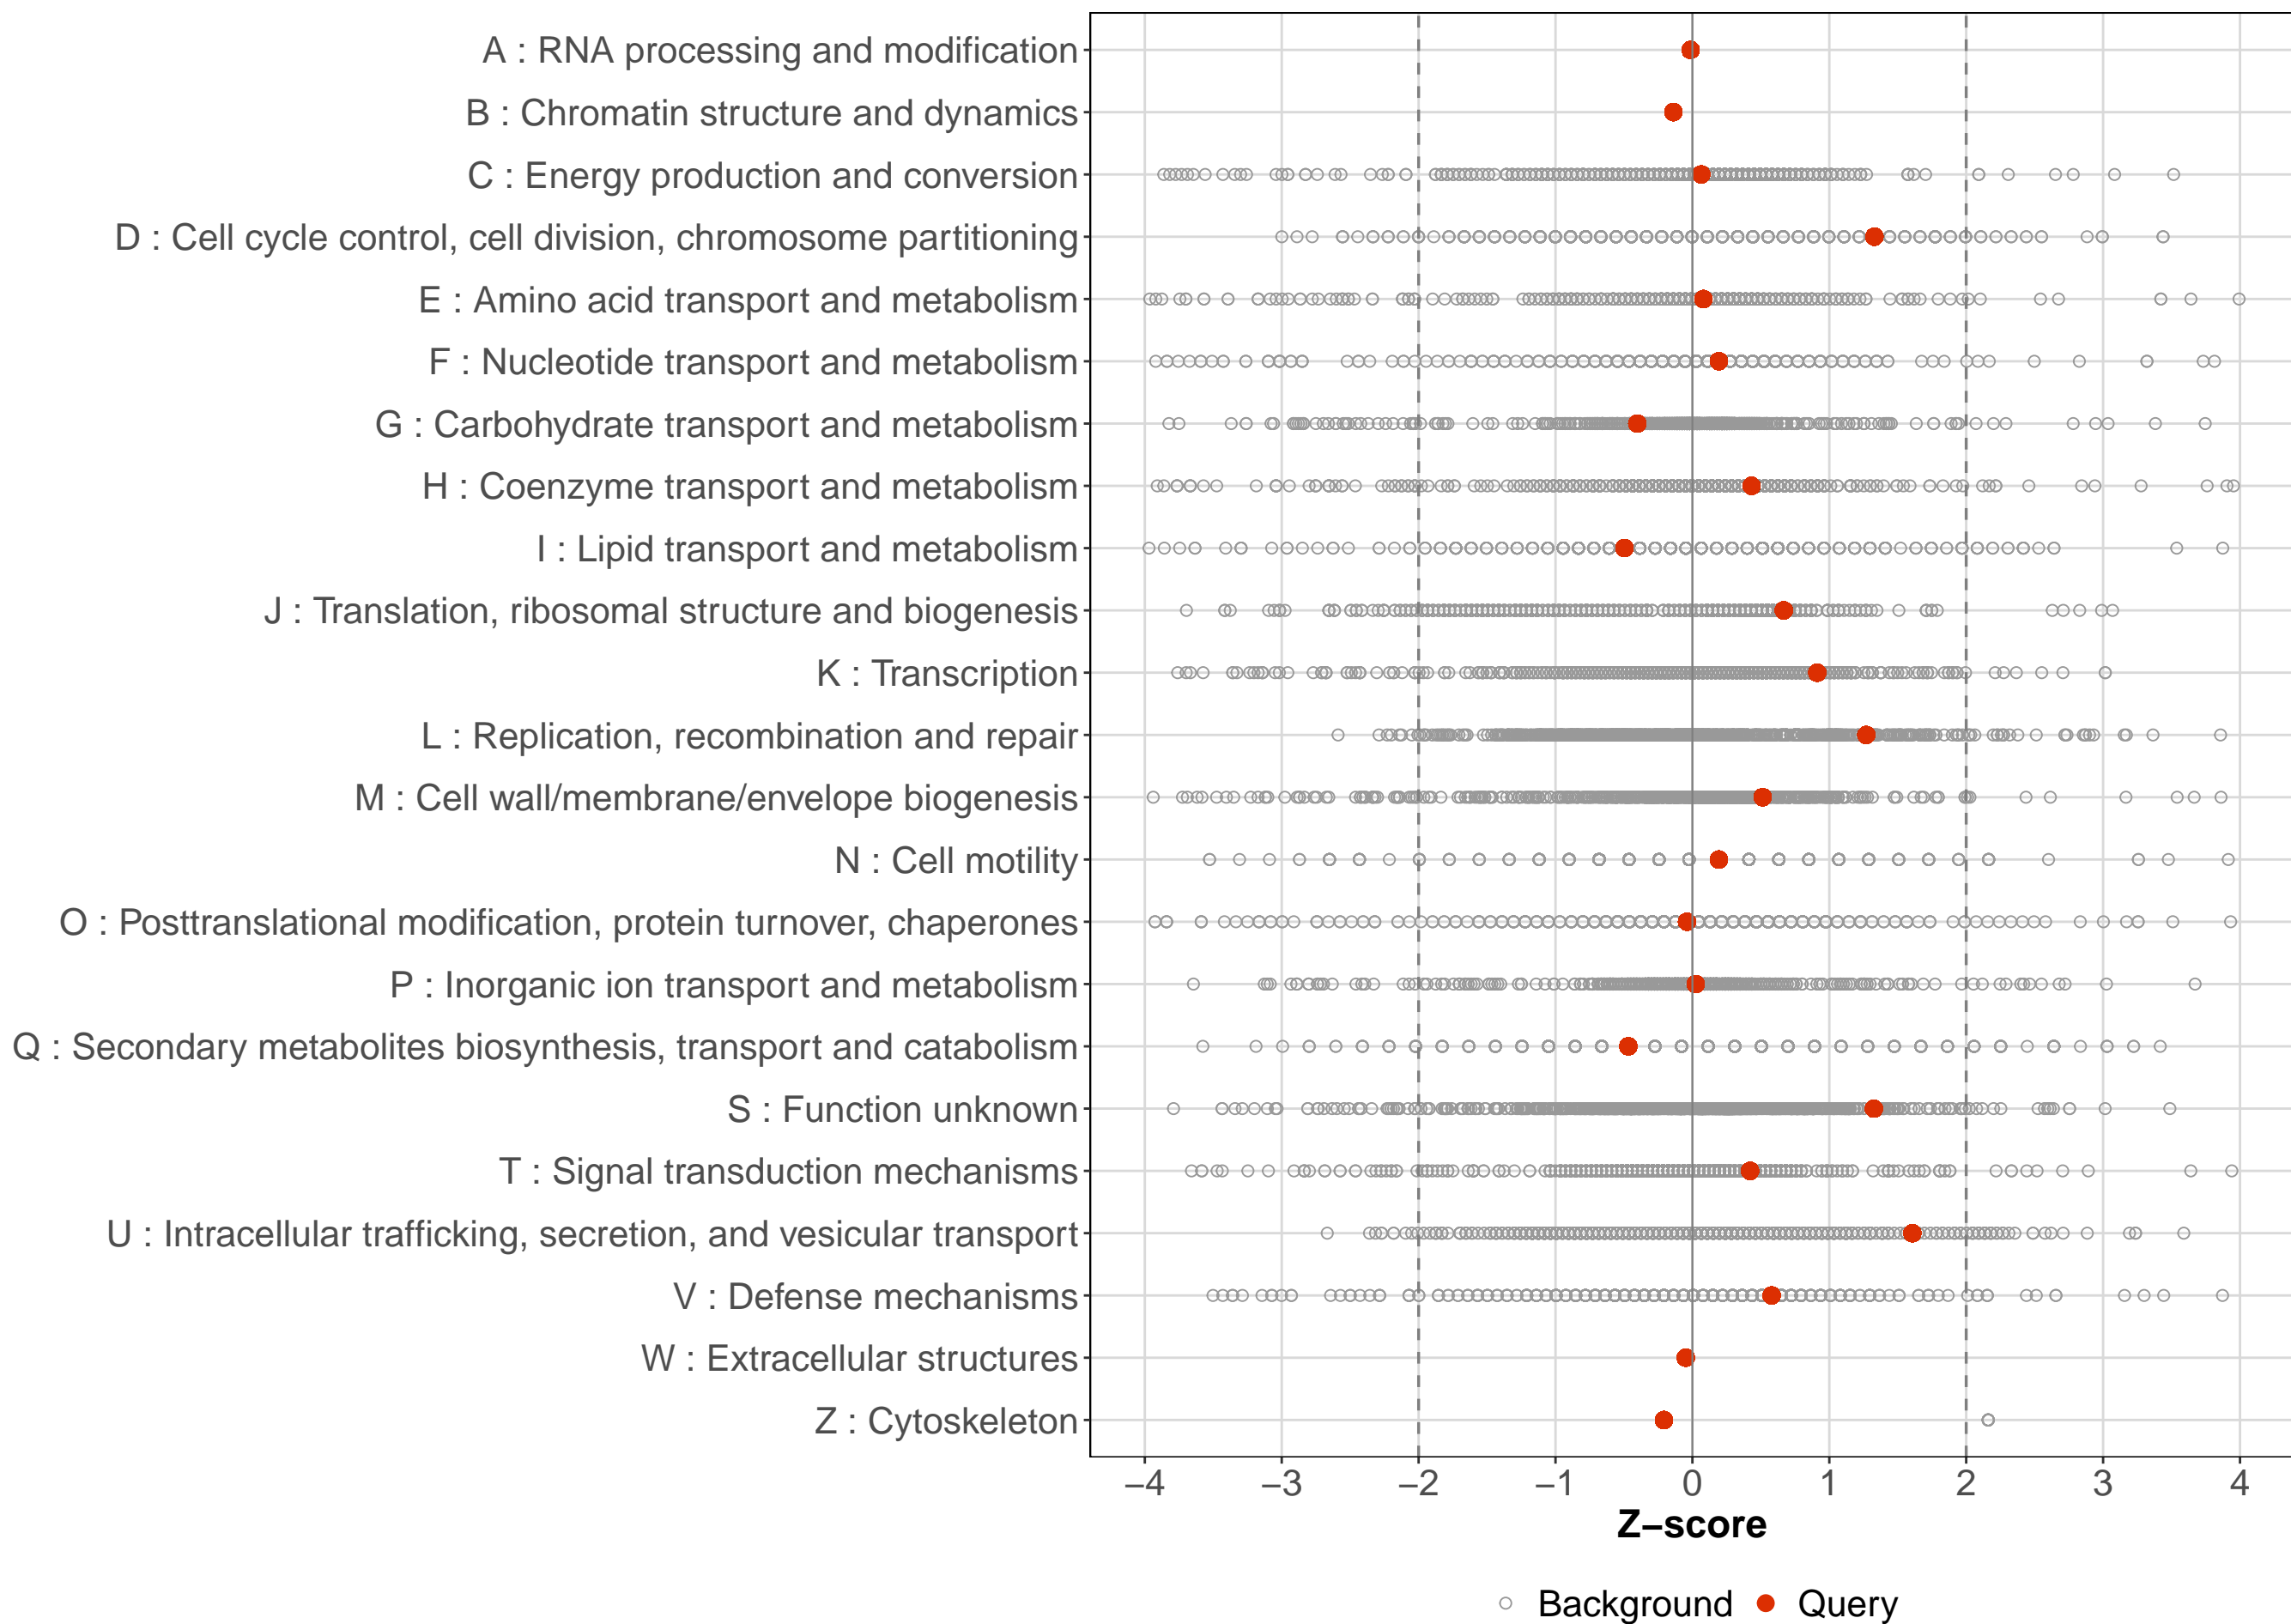 A : RNA processing and modification
B : Chromatin structure and dynamics
C : Energy production and conversion
D : Cell cycle control, cell division, chromosome partitioning
E : Amino acid transport and metabolism
F : Nucleotide transport and metabolism
G : Carbohydrate transport and metabolism
H : Coenzyme transport and metabolism
I : Lipid transport and metabolism
J : Translation, ribosomal structure and biogenesis
K : Transcription
L : Replication, recombination and repair
M : Cell wall/membrane/envelope biogenesis
N : Cell motility
O : Posttranslational modification, protein turnover, chaperones
P : Inorganic ion transport and metabolism
Q : Secondary metabolites biosynthesis, transport and catabolism
S : Function unknown
T : Signal transduction mechanisms
U : Intracellular trafficking, secretion, and vesicular transport
V : Defense mechanisms
W : Extracellular structures
Z : Cytoskeleton
−4 −3 −2 −1 0 1 2 3 4
Z−score
Background Query